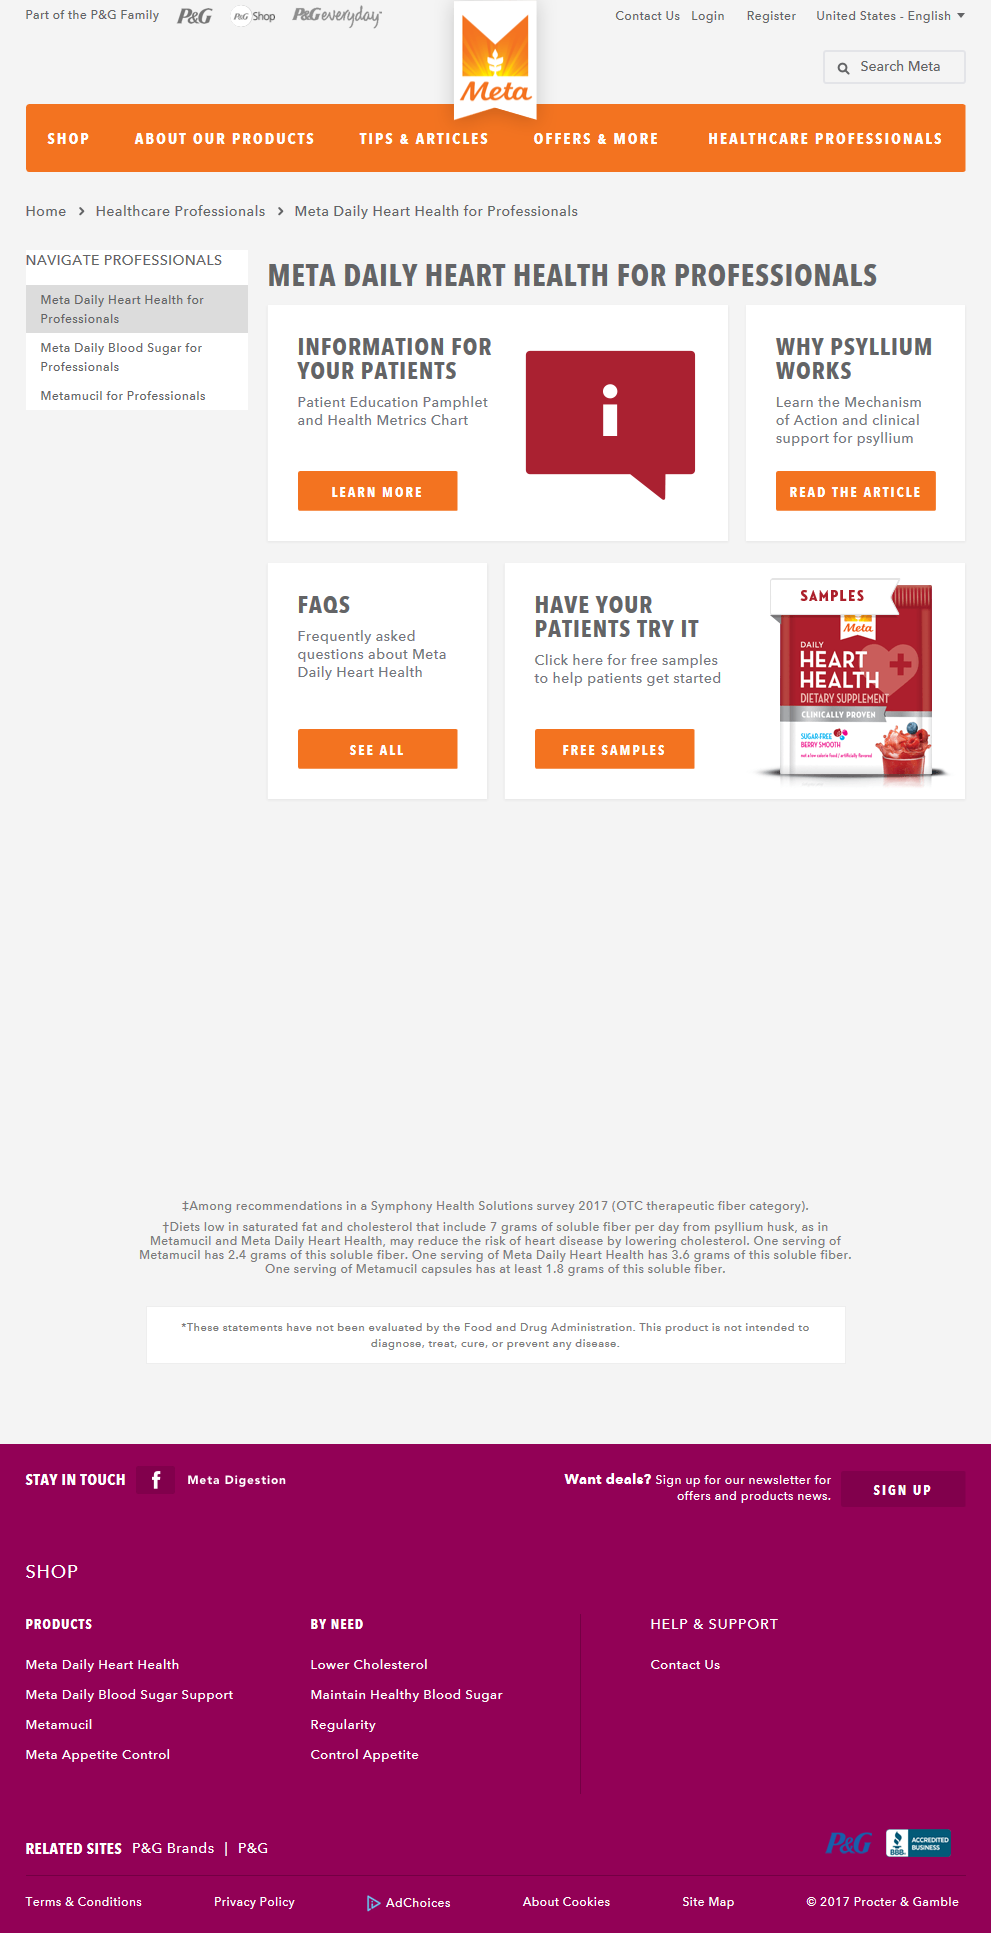 Part of the P&G Family P&G P&G Shop P&G everyday
Contact Us Login Register United States - English
Meta
Search Meta
SHOP ABOUT OUR PRODUCTS TIPS & ARTICLES OFFERS & MORE HEALTHCARE PROFESSIONALS
Home > Healthcare Professionals > Meta Daily Heart Health for Professionals
NAVIGATE PROFESSIONALS
Meta Daily Heart Health for
Professionals
Meta Daily Blood Sugar for
Professionals
Metamucil for Professionals
META DAILY HEART HEALTH FOR PROFESSIONALS
INFORMATION FOR
YOUR PATIENTS
Patient Education Pamphlet
and Health Metrics Chart
LEARN MORE
i
WHY PSYLLIUM
WORKS
Learn the Mechanism
of Action and clinical
support for psyllium
READ THE ARTICLE
FAQS
Frequently asked
questions about Meta
Daily Heart Health
SEE ALL
HAVE YOUR
PATIENTS TRY IT
Click here for free samples
to help patients get started
FREE SAMPLES
SAMPLES
Meta
DAILY
HEART
HEALTH
DIETARY SUPPLEMENT
CLINICALLY PROVEN
SUGAR-FREE
BERRY SMOOTH
not a low calorie food / artificially flavored
‡Among recommendations in a Symphony Health Solutions survey 2017 (OTC therapeutic fiber category).
†Diets low in saturated fat and cholesterol that include 7 grams of soluble fiber per day from psyllium husk, as in
Metamucil and Meta Daily Heart Health, may reduce the risk of heart disease by lowering cholesterol. One serving of
Metamucil has 2.4 grams of this soluble fiber. One serving of Meta Daily Heart Health has 3.6 grams of this soluble fiber.
One serving of Metamucil capsules has at least 1.8 grams of this soluble fiber.
*These statements have not been evaluated by the Food and Drug Administration. This product is not intended to
diagnose, treat, cure, or prevent any disease.
STAY IN TOUCH f Meta Digestion
Want deals? Sign up for our newsletter for
offers and products news.
SIGN UP
SHOP
PRODUCTS
Meta Daily Heart Health
Meta Daily Blood Sugar Support
Metamucil
Meta Appetite Control
BY NEED
Lower Cholesterol
Maintain Healthy Blood Sugar
Regularity
Control Appetite
HELP & SUPPORT
Contact Us
RELATED SITES P&G Brands | P&G
P&G
BBB
ACCREDITED
BUSINESS
Terms & Conditions Privacy Policy AdChoices About Cookies Site Map © 2017 Procter & Gamble